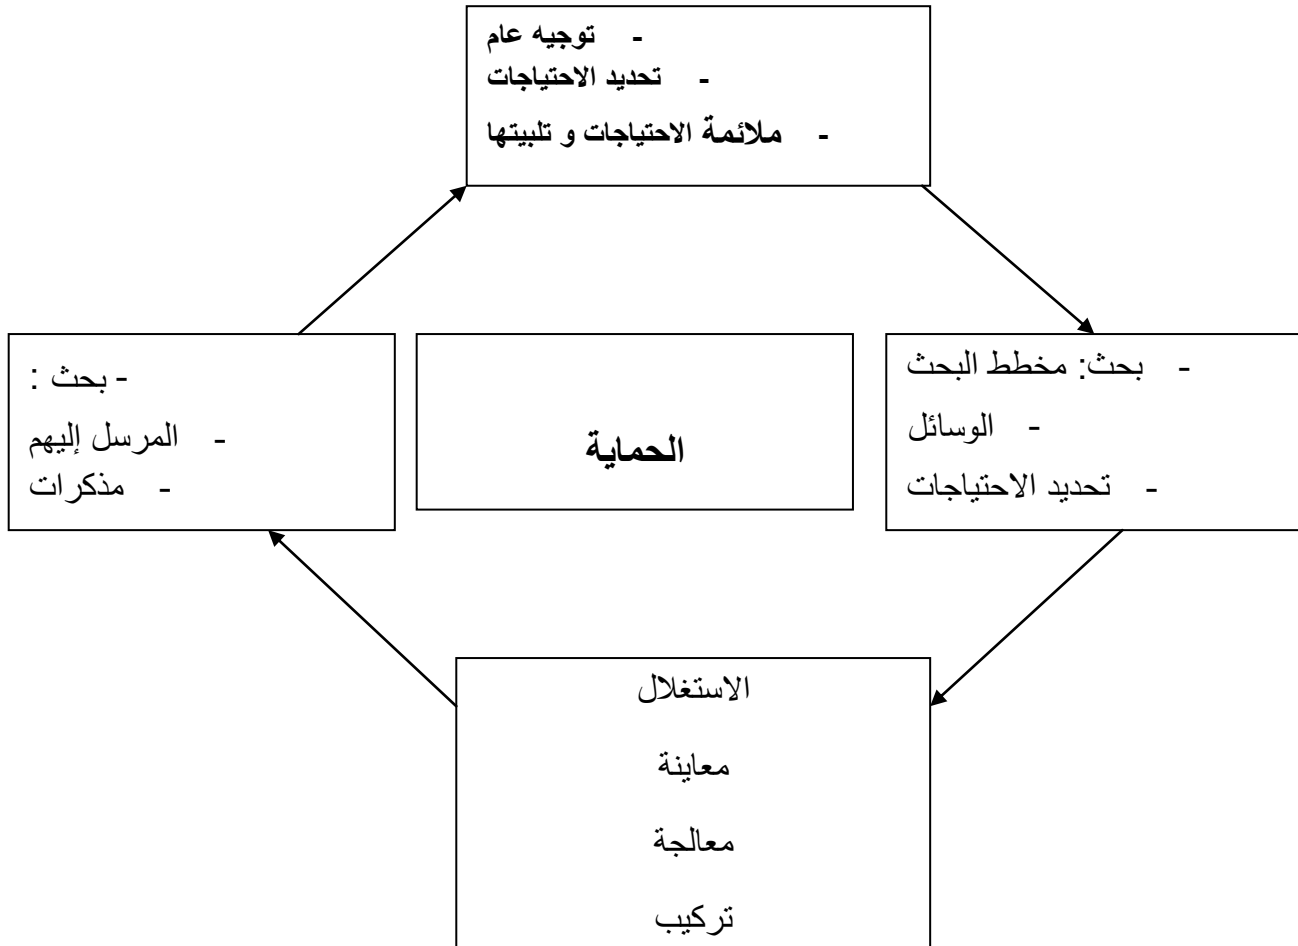 - توجيه عام
- تحديد الاحتياجات
- ملائمة الاحتياجات و تلبيتها
- بحث: مخطط البحث
- الوسائل
- تحديد الاحتياجات
الحماية
- بحث :
- المرسل إليهم
- مذكرات
الاستغلال
معاينة
معالجة
تركيب